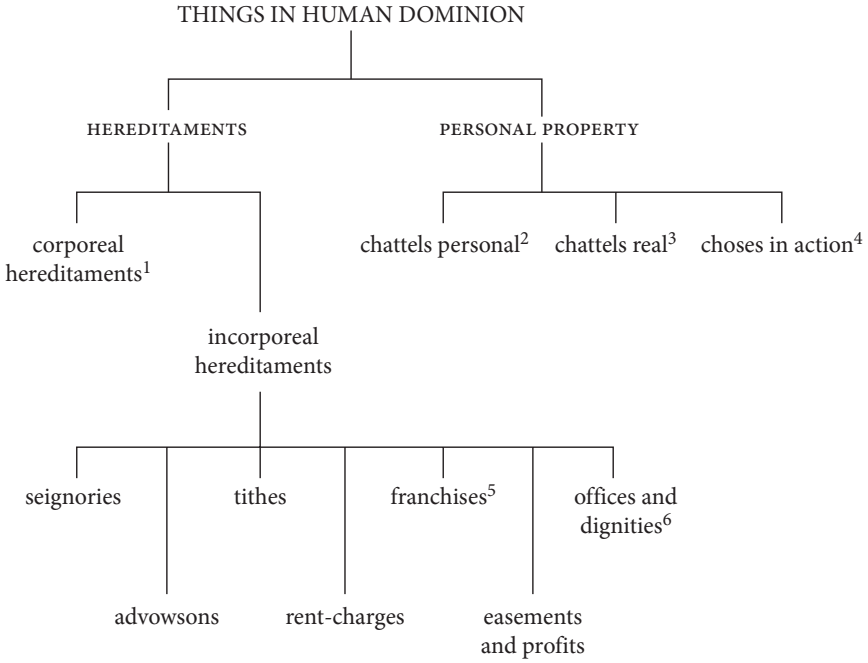 THINGS IN HUMAN DOMINION
HEREDITAMENTS
PERSONAL PROPERTY
corporeal
hereditaments¹
chattels personal²
chattels real³
choses in action⁴
incorporeal
hereditaments
seignories
tithes
franchises⁵
offices and
dignities⁶
advowsons
rent-charges
easements
and profits